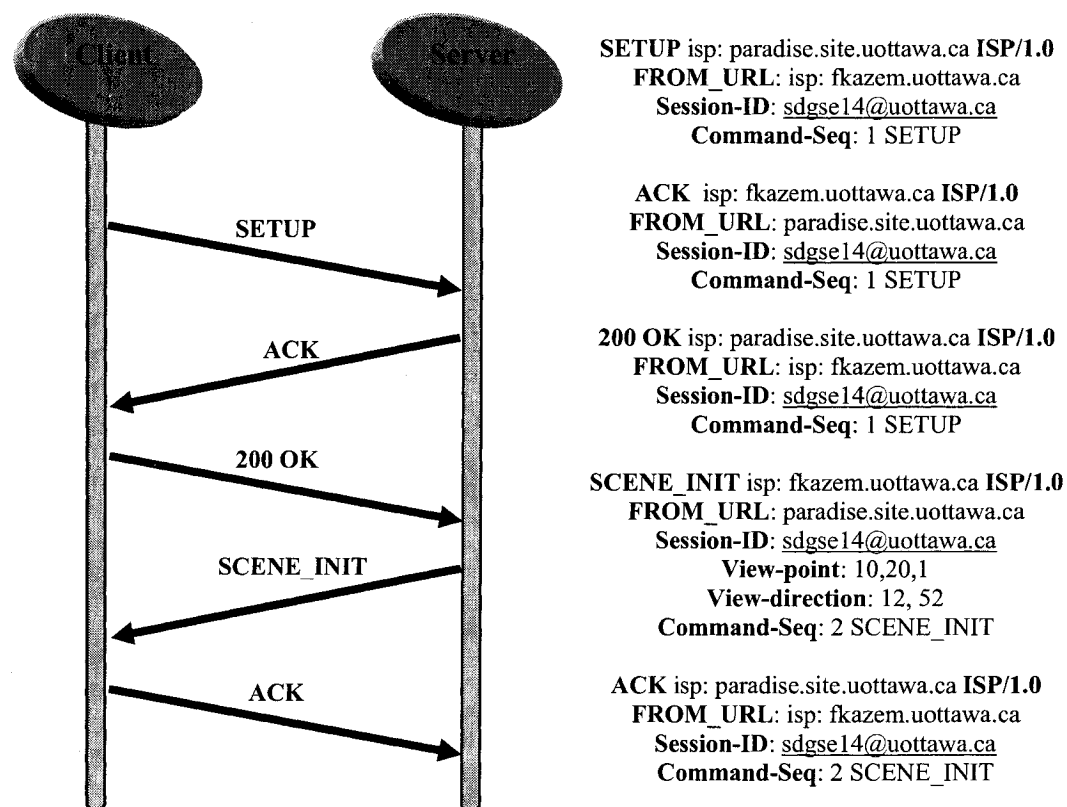 Client
Server
SETUP
ACK
200 OK
SCENE_INIT
ACK
SETUP isp: paradise.site.uottawa.ca ISP/1.0
FROM_URL: isp: fkazem.uottawa.ca
Session-ID: sdgse14@uottawa.ca
Command-Seq: 1 SETUP
ACK isp: fkazem.uottawa.ca ISP/1.0
FROM_URL: paradise.site.uottawa.ca
Session-ID: sdgse14@uottawa.ca
Command-Seq: 1 SETUP
200 OK isp: paradise.site.uottawa.ca ISP/1.0
FROM_URL: isp: fkazem.uottawa.ca
Session-ID: sdgse14@uottawa.ca
Command-Seq: 1 SETUP
SCENE_INIT isp: fkazem.uottawa.ca ISP/1.0
FROM_URL: paradise.site.uottawa.ca
Session-ID: sdgse14@uottawa.ca
View-point: 10,20,1
View-direction: 12, 52
Command-Seq: 2 SCENE_INIT
ACK isp: paradise.site.uottawa.ca ISP/1.0
FROM_URL: isp: fkazem.uottawa.ca
Session-ID: sdgse14@uottawa.ca
Command-Seq: 2 SCENE_INIT